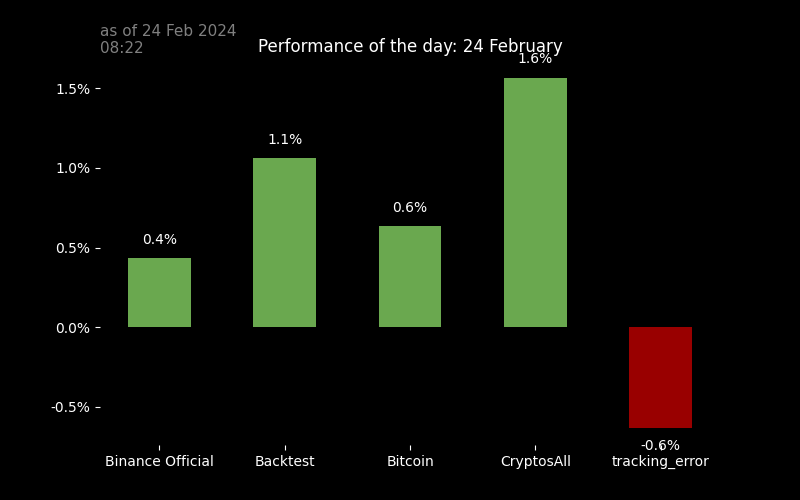 as of 24 Feb 2024
08:22
Performance of the day: 24 February
1.6%
1.5%
1.1%
1.0%
0.6%
0.5%
0.4%
0.0%
-0.5%
-0.6%
Binance Official
Backtest
Bitcoin
CryptosAll
tracking_error